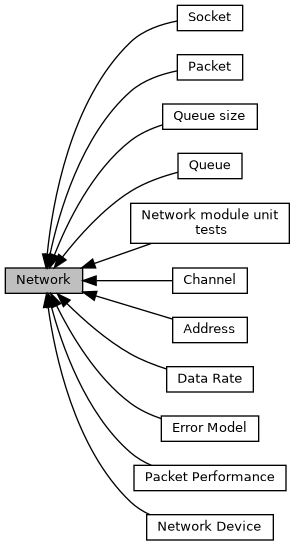 Socket
Packet
Queue size
Queue
Network module unit
tests
Network
Channel
Address
Data Rate
Error Model
Packet Performance
Network Device